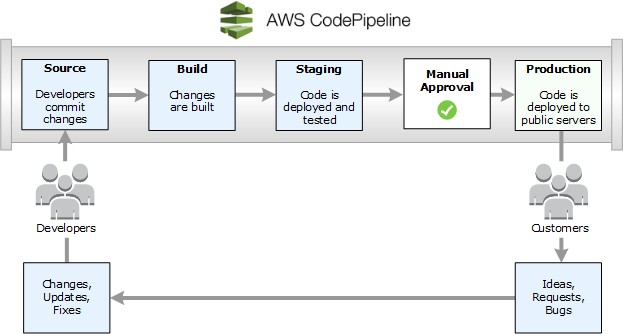 AWS CodePipeline
Source
Developers
commit
changes
Build
Changes
are built
Staging
Code is
deployed and
tested
Manual
Approval
Production
Code is
deployed to
public servers
Developers
Customers
Changes,
Updates,
Fixes
Ideas,
Requests,
Bugs